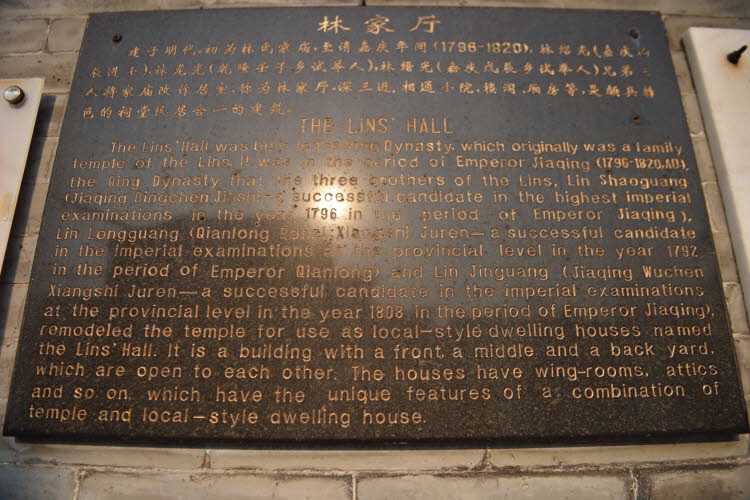 林家厅
建于明代,初为林氏家庙,至清嘉庆年间(1796-1820),林绍光(嘉庆丙
辰进士),林龙光(乾隆壬子乡试举人),林缙光(嘉庆戊辰乡试举人)兄弟三
人将家庙改作居室,称为林家厅。深三进,相通小院,楼阁、厢房等,是颇具特
色的祠堂民居合一的建筑。
THE LINS' HALL
The Lins' Hall was built in the Ming Dynasty, which originally was a family
temple of the Lins. It was in the period of Emperor Jiaqing (1796-1820,AD),
the Qing Dynasty that the three brothers of the Lins, Lin Shaoguang
(Jiaqing Bingchen Jinshi—a successful candidate in the highest imperial
examinations in the year 1796 in the period of Emperor Jiaqing),
Lin Longguang (Qianlong Renzi Xiangshi Juren—a successful candidate
in the imperial examinations at the provincial level in the year 1792
in the period of Emperor Qianlong) and Lin Jinguang (Jiaqing Wuchen
Xiangshi Juren—a successful candidate in the imperial examinations
at the provincial level in the year 1808, in the period of Emperor Jiaqing),
remodeled the temple for use as local—style dwelling houses named
the Lins' Hall. It is a building with a front, a middle and a back yard,
which are open to each other. The houses have wing-rooms, attics
and so on, which have the unique features of a combination of
temple and local—style dwelling house.